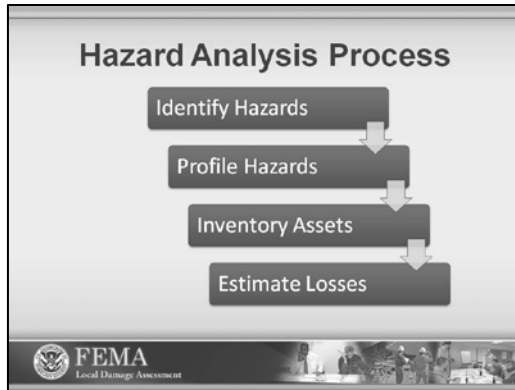 Hazard Analysis Process
Identify Hazards
Profile Hazards
Inventory Assets
Estimate Losses
FEMA
Local Damage Assessment